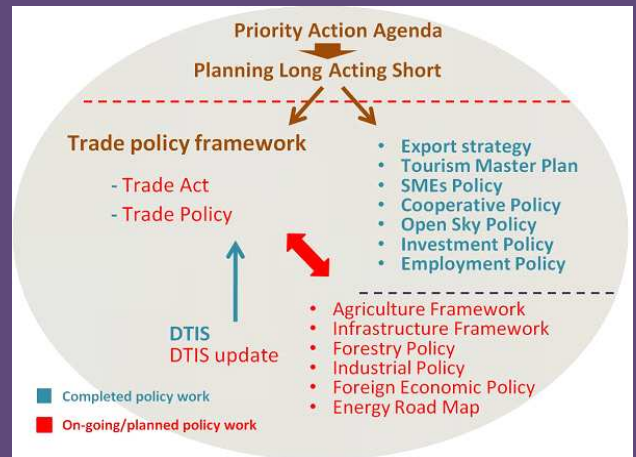 Priority Action Agenda
Planning Long Acting Short
Trade policy framework
- Trade Act
- Trade Policy
• Export strategy
• Tourism Master Plan
• SMEs Policy
• Cooperative Policy
• Open Sky Policy
• Investment Policy
• Employment Policy
• Agriculture Framework
• Infrastructure Framework
• Forestry Policy
• Industrial Policy
• Foreign Economic Policy
• Energy Road Map
DTIS
DTIS update
Completed policy work
On-going/planned policy work